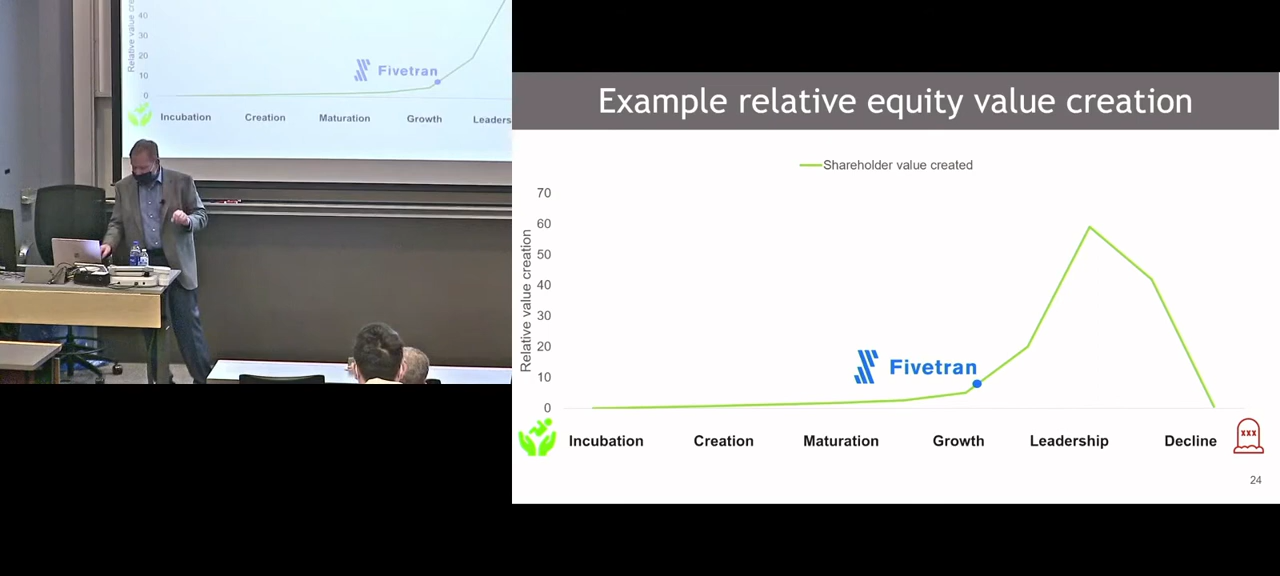 Relative value crea
40
30
20
10
0
Fivetran
Incubation
Creation
Maturation
Growth
Leaders
Example relative equity value creation
Shareholder value created
Relative value creation
70
60
50
40
30
20
10
0
Fivetran
Incubation
Creation
Maturation
Growth
Leadership
Decline
xxx
24